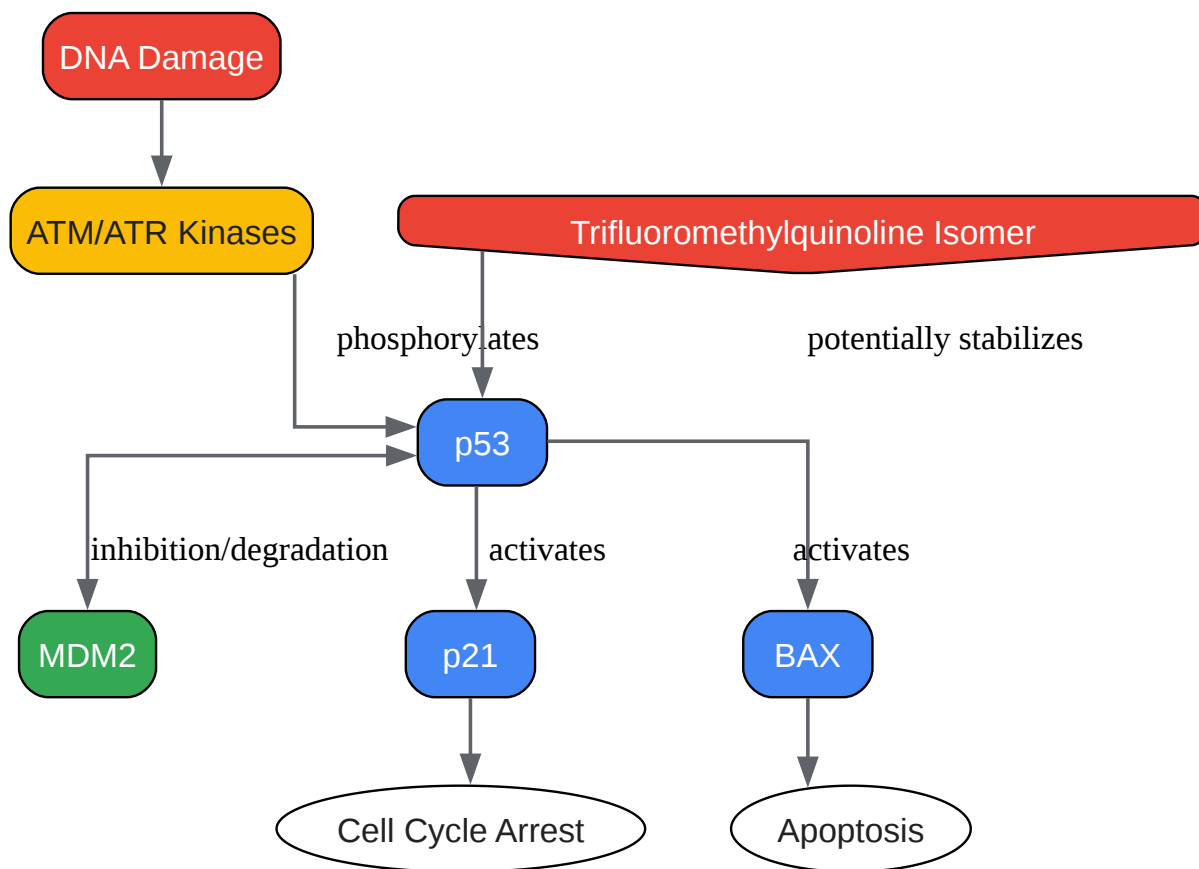 DNA Damage
ATM/ATR Kinases
Trifluoromethylquinoline Isomer
phosphorylates
potentially stabilizes
p53
inhibition/degradation
activates
activates
MDM2
p21
BAX
Cell Cycle Arrest
Apoptosis